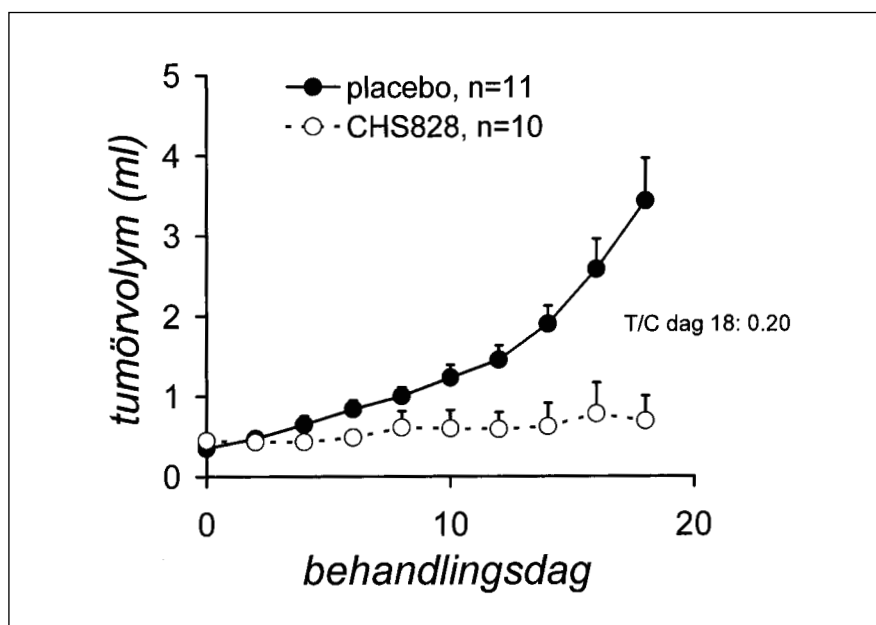 5
placebo, n=11
CHS828, n=10
4
3
2
1
0
tumörvolym (ml)
T/C dag 18: 0.20
0
10
20
behandlingsdag